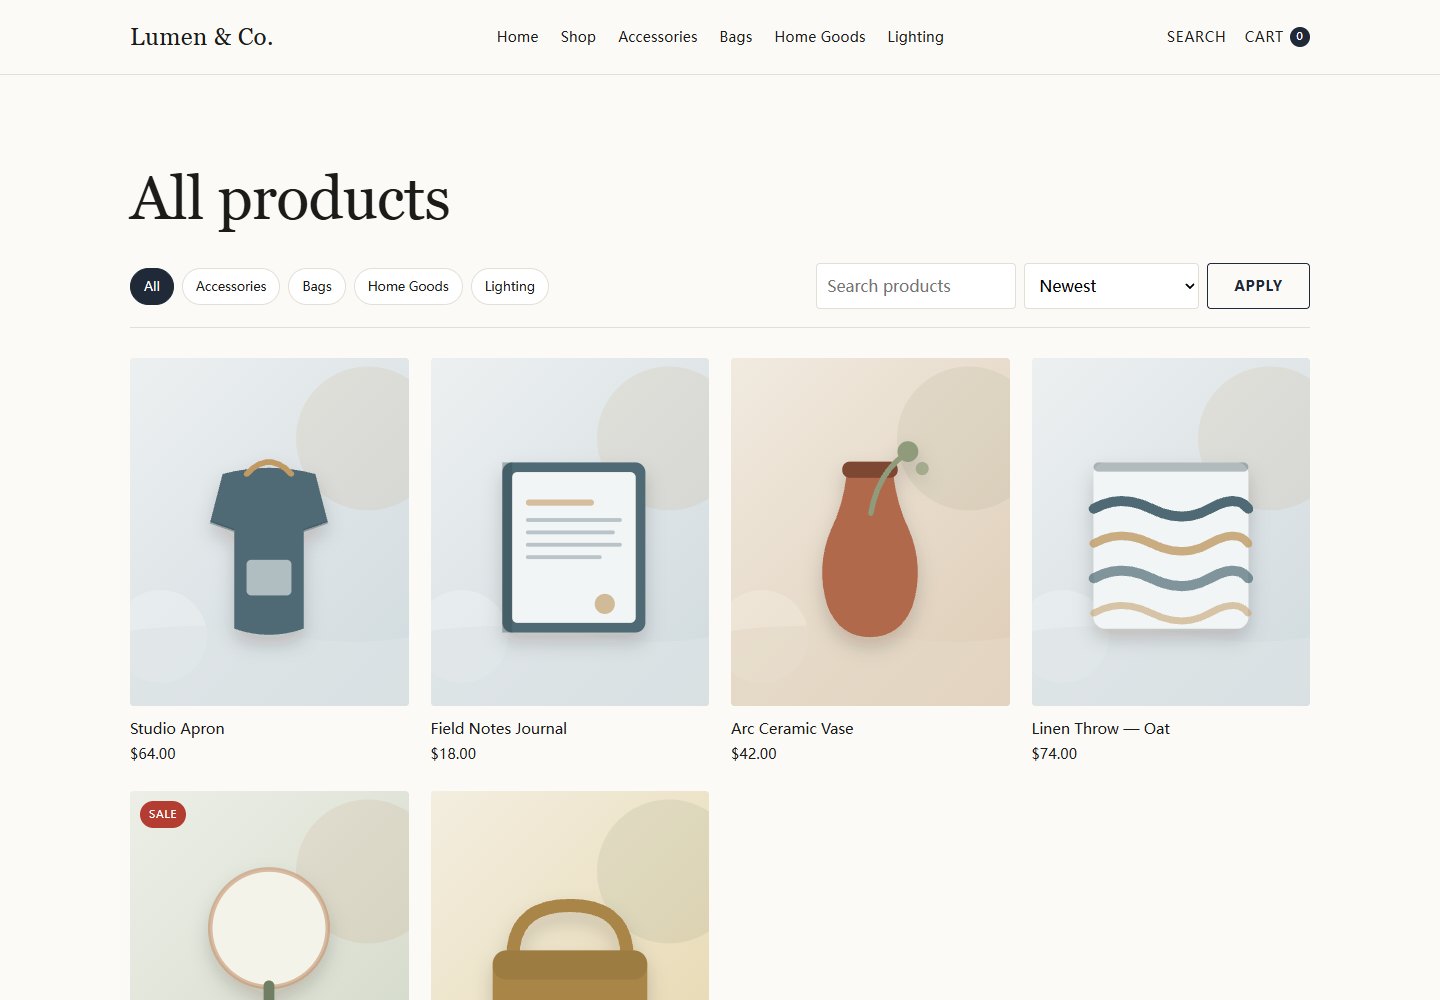 Lumen & Co.
Home Shop Accessories Bags Home Goods Lighting
SEARCH CART 0
All products
All Accessories Bags Home Goods Lighting
Search products Newest APPLY
Studio Apron
$64.00
Field Notes Journal
$18.00
Arc Ceramic Vase
$42.00
Linen Throw — Oat
$74.00
SALE